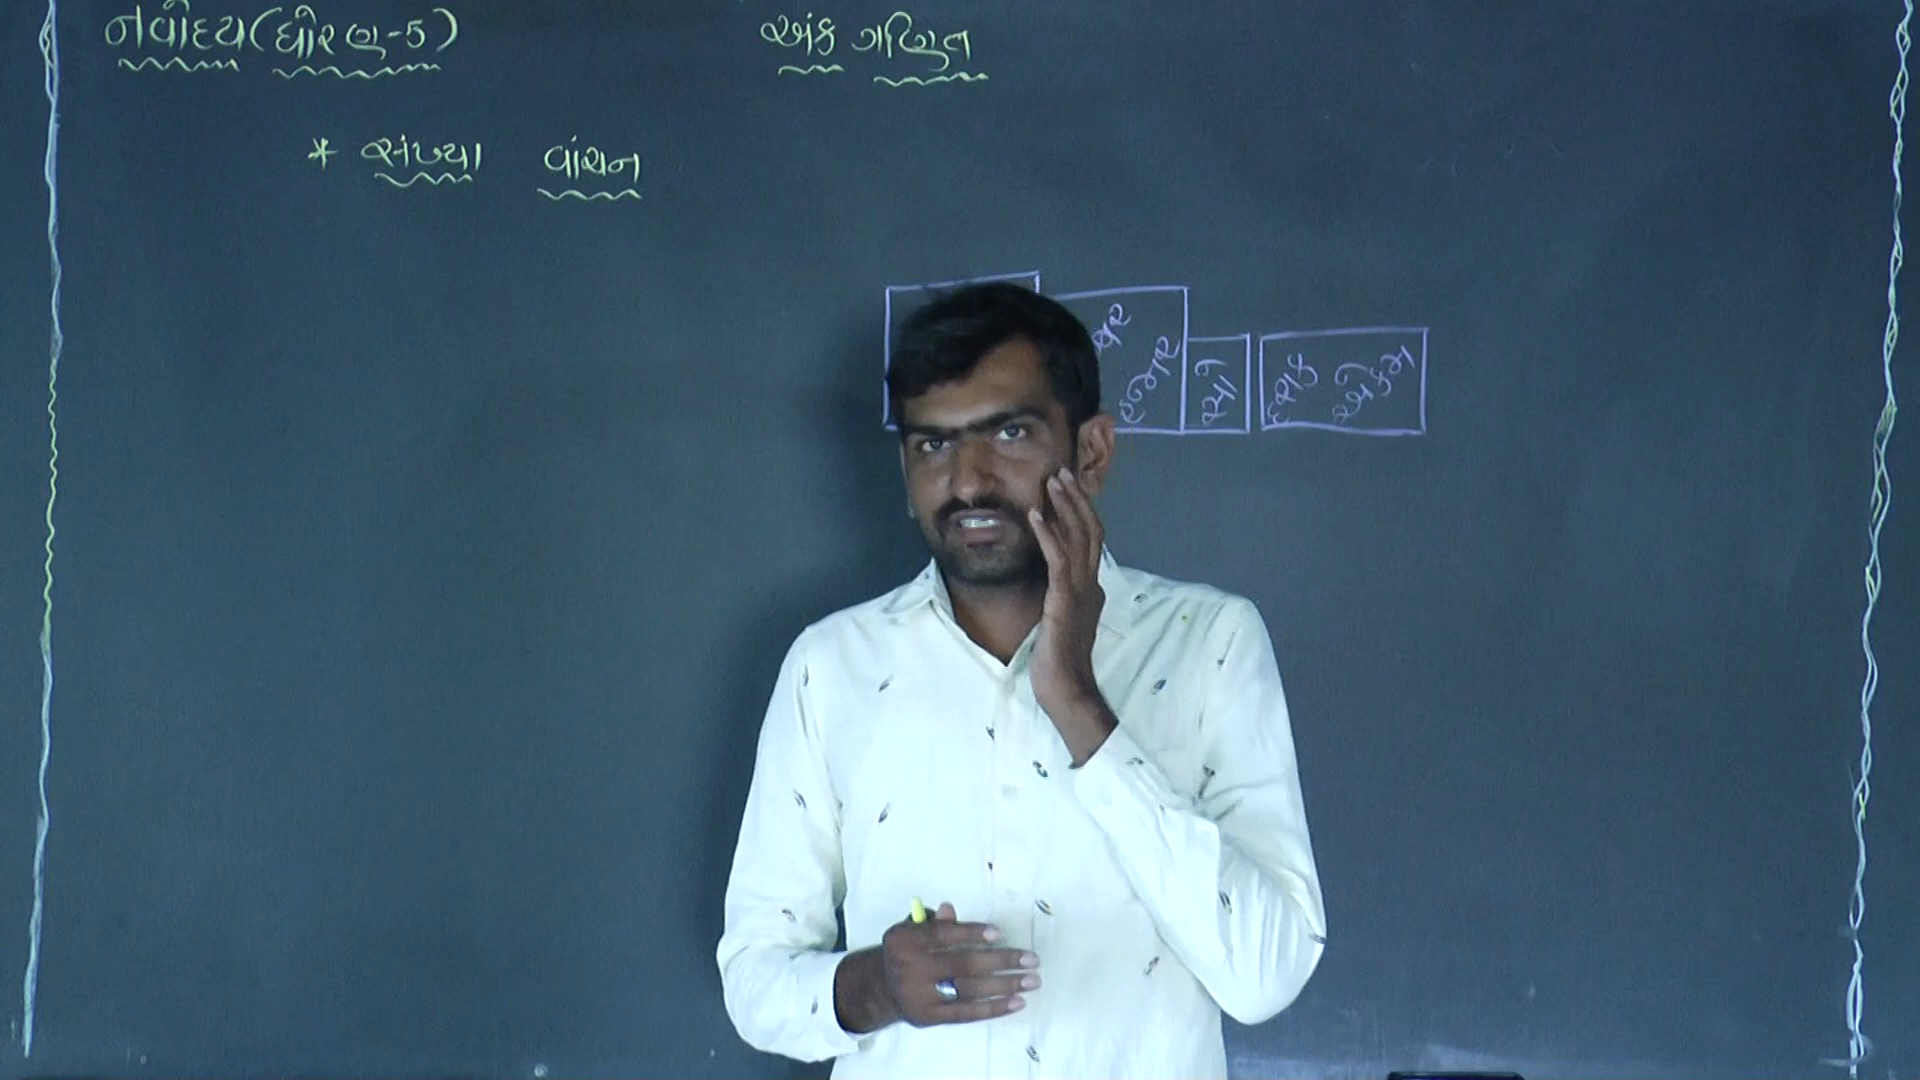 નવોદય (ધોરણ-5)
અંક ગણિત
* સંખ્યા વાંચન
હજાર
સો
દશક
એકમ